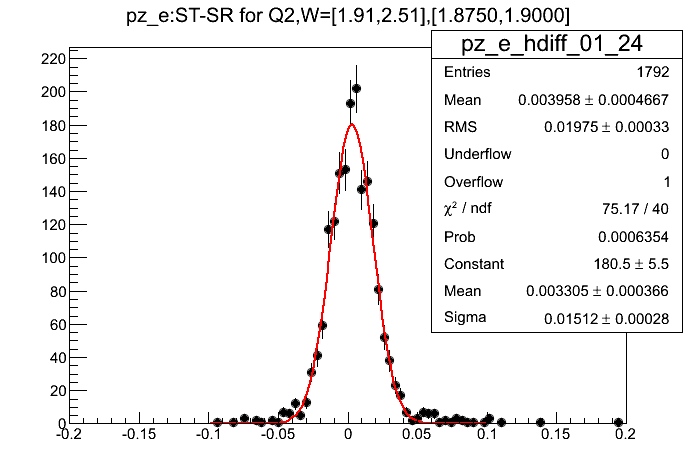 pz_e:ST-SR for Q2,W=[1.91,2.51],[1.8750,1.9000]
pz_e_hdiff_01_24
Entries 1792
Mean 0.003958 ± 0.0004667
RMS 0.01975 ± 0.00033
Underflow 0
Overflow 1
χ² / ndf 75.17 / 40
Prob 0.0006354
Constant 180.5 ± 5.5
Mean 0.003305 ± 0.000366
Sigma 0.01512 ± 0.00028
220
200
180
160
140
120
100
80
60
40
20
0
-0.2 -0.15 -0.1 -0.05 0 0.05 0.1 0.15 0.2